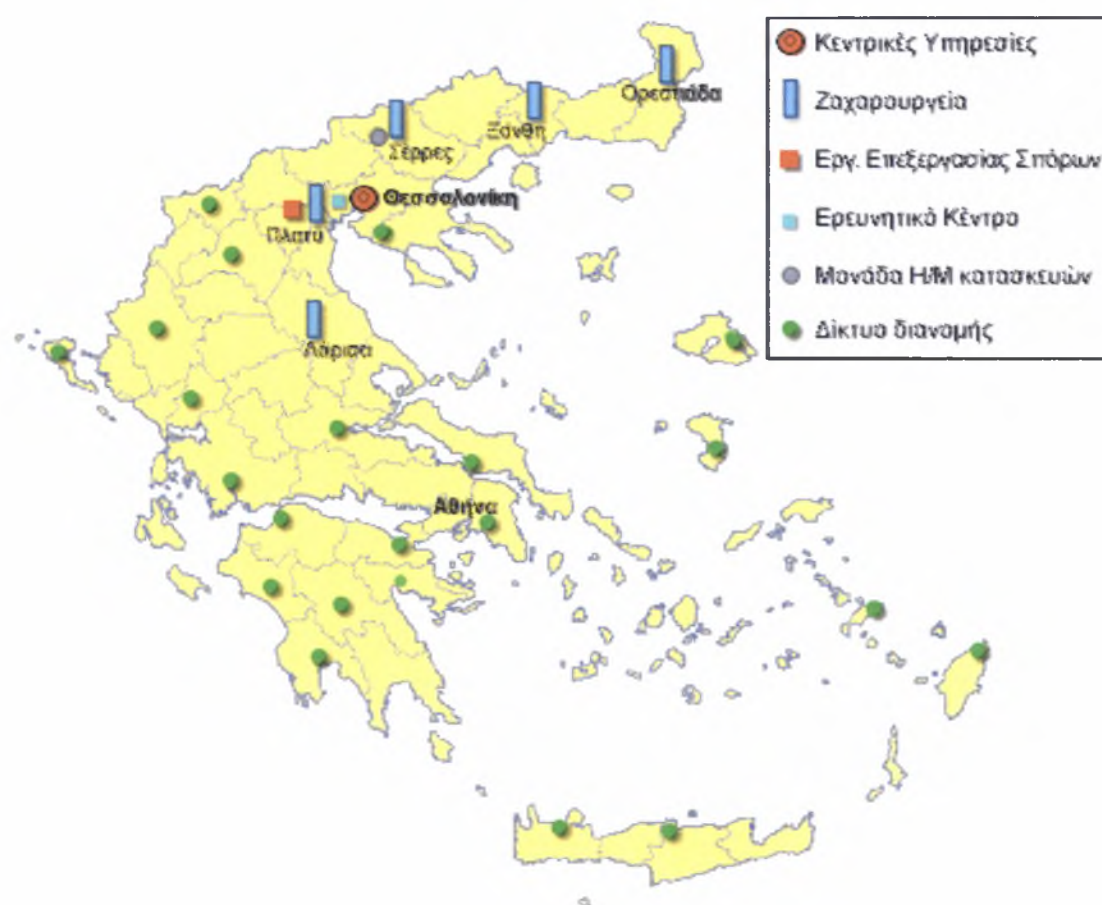 Κεντρικές Υπηρεσίες
Ζαχαρουργεία
Εργ. Επεξεργασίας Σπόρων
Ερευνητικό Κέντρο
Μονάδα Η/Μ κατασκευών
Δίκτυο διανομής
Ορεστιάδα
Ξάνθη
Σέρρες
Θεσσαλονίκη
Πλατύ
Λάρισα
Αθήνα